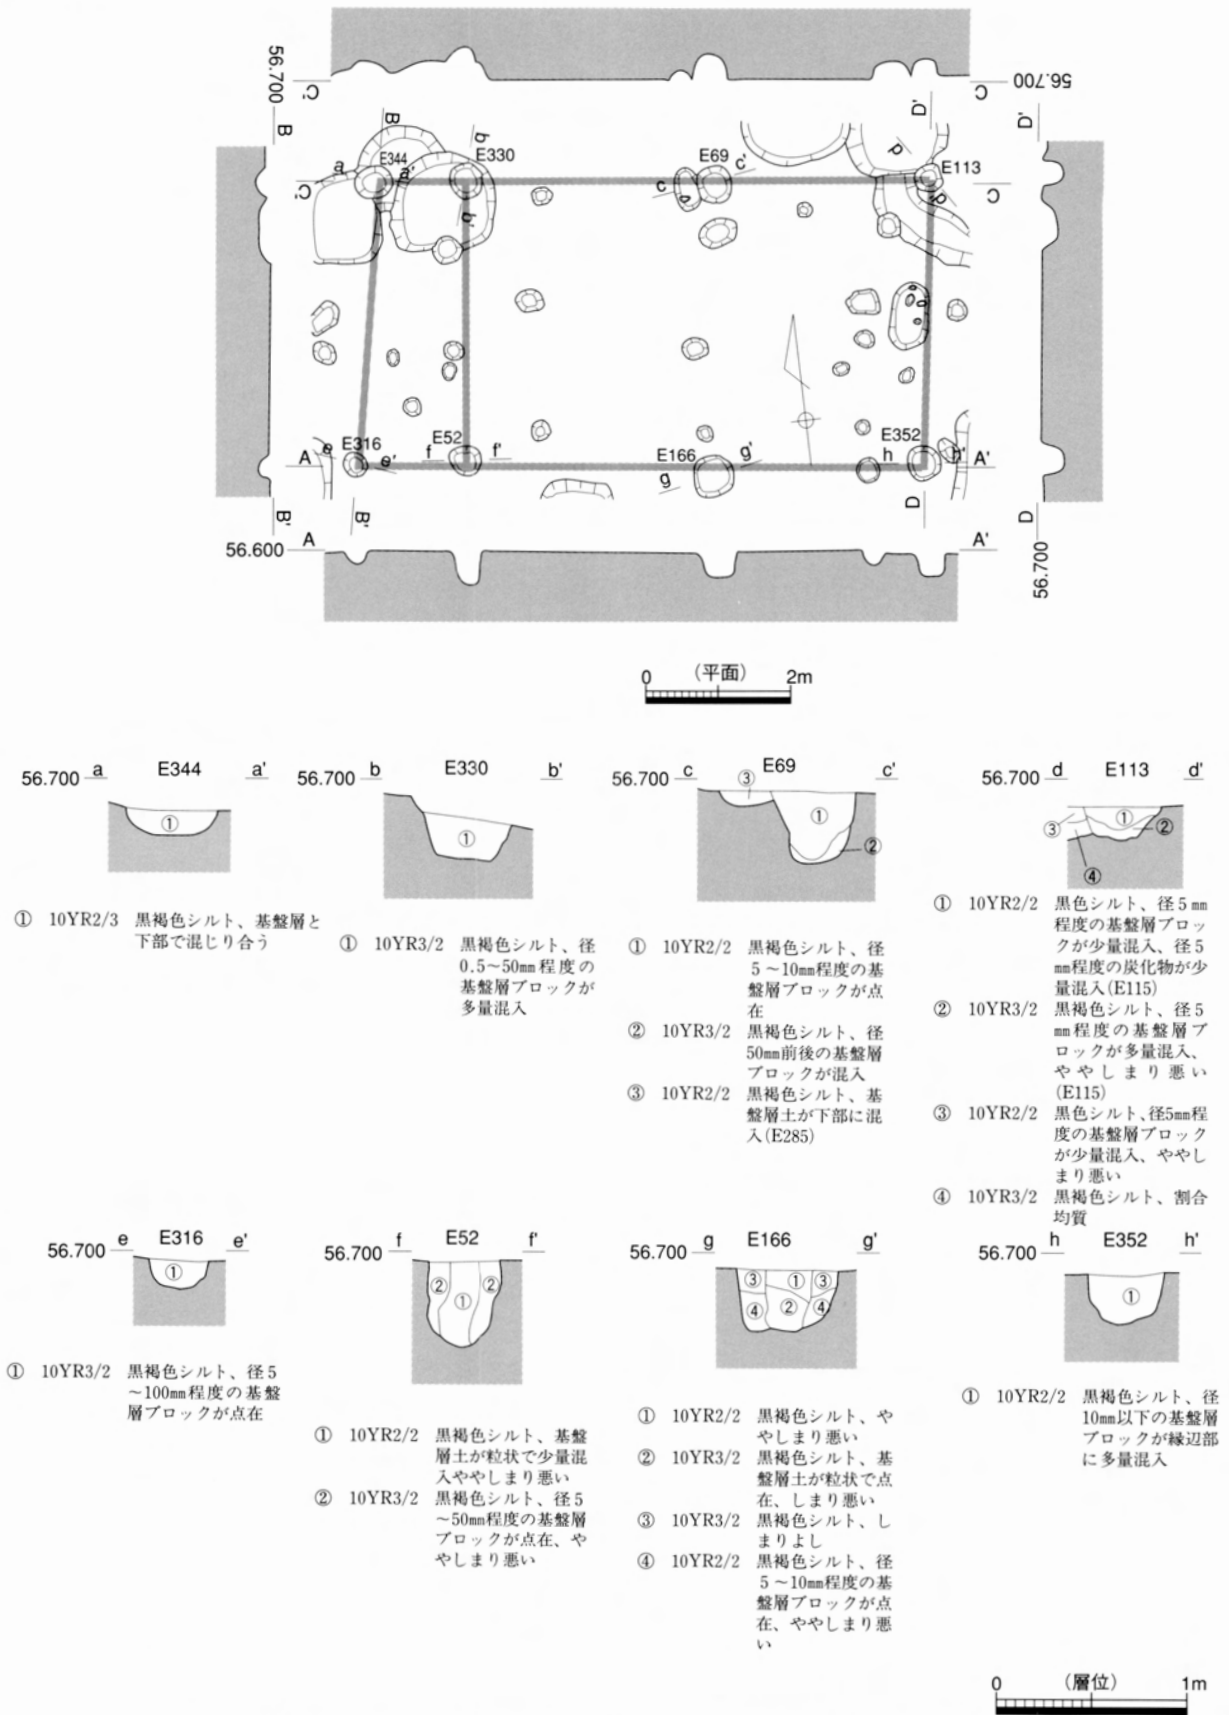 56.700
C'
C
56.700
B
D'
D'
B
b
a
E344
a'
E330
E69
c'
c
d
E113
C'
C
b'
d'
E316
e
e'
E52
f
f'
E166
g
g'
E352
h
h'
A
A'
B'
B'
D
D
56.600
A
A'
56.700
0
(平面)
2m
56.700 a E344 a'
① 10YR2/3 黒褐色シルト、基盤層と
下部で混じり合う
56.700 b E330 b'
① 10YR3/2 黒褐色シルト、径
0.5~50㎜程度の
基盤層ブロックが
多量混入
56.700 c E69 c'
③
①
②
① 10YR2/2 黒褐色シルト、径
5~10㎜程度の基
盤層ブロックが点
在
② 10YR3/2 黒褐色シルト、径
50㎜前後の基盤層
ブロックが混入
③ 10YR2/2 黒褐色シルト、基
盤層土が下部に混
入(E285)
56.700 d E113 d'
①
②
③
④
① 10YR2/2 黒色シルト、径5㎜
程度の基盤層ブロッ
クが少量混入、径5
㎜程度の炭化物が少
量混入(E115)
② 10YR3/2 黒褐色シルト、径5
㎜程度の基盤層ブ
ロックが多量混入、
ややしまり悪い
(E115)
③ 10YR2/2 黒色シルト、径5㎜程
度の基盤層ブロック
が少量混入、ややし
まり悪い
④ 10YR3/2 黒褐色シルト、割合
均質
56.700 e E316 e'
①
① 10YR3/2 黒褐色シルト、径5
~100㎜程度の基盤
層ブロックが点在
56.700 f E52 f'
② ① ②
① 10YR2/2 黒褐色シルト、基盤
層土が粒状で少量混
入ややしまり悪い
② 10YR3/2 黒褐色シルト、径5
~50㎜程度の基盤層
ブロックが点在、や
やしまり悪い
56.700 g E166 g'
③ ① ③
④ ② ④
① 10YR2/2 黒褐色シルト、や
やしまり悪い
② 10YR3/2 黒褐色シルト、基
盤層土が粒状で点
在、しまり悪い
③ 10YR3/2 黒褐色シルト、し
まりよし
④ 10YR2/2 黒褐色シルト、径
5~10㎜程度の基
盤層ブロックが点
在、ややしまり悪
い
56.700 h E352 h'
①
① 10YR2/2 黒褐色シルト、径
10㎜以下の基盤層
ブロックが縁辺部
に多量混入
0
(層位)
1m